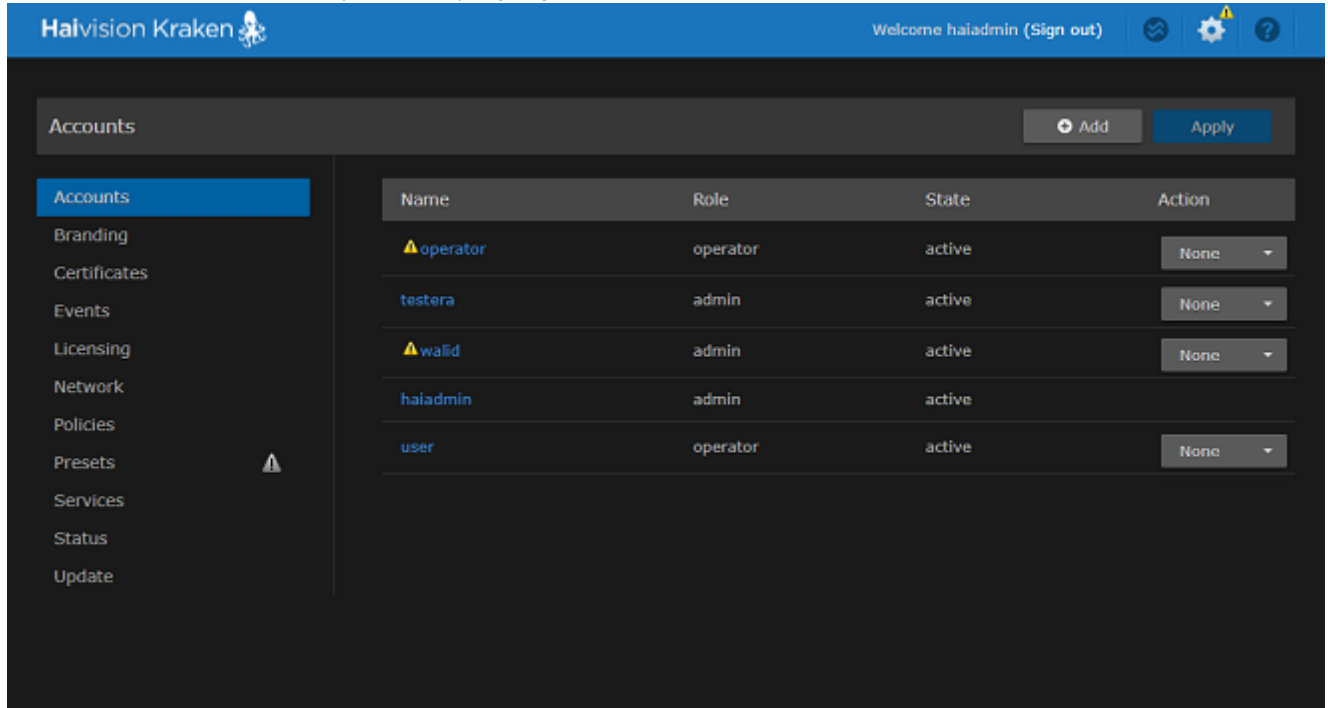 Haivision Kraken Welcome haiadmin (Sign out) ?
Accounts Add Apply
Accounts
Branding
Certificates
Events
Licensing
Network
Policies
Presets
Services
Status
Update
Name Role State Action
operator operator active None
testera admin active None
walid admin active None
haiadmin admin active
user operator active None